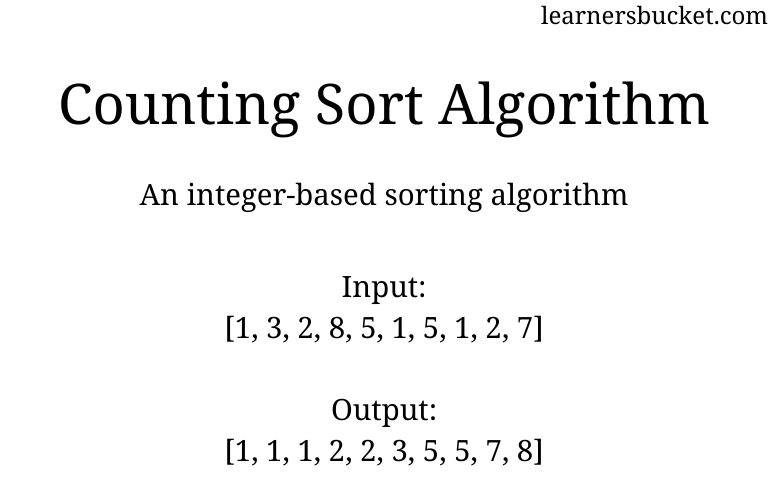 learnersbucket.com
Counting Sort Algorithm
An integer-based sorting algorithm
Input:
[1, 3, 2, 8, 5, 1, 5, 1, 2, 7]
Output:
[1, 1, 1, 2, 2, 3, 5, 5, 7, 8]